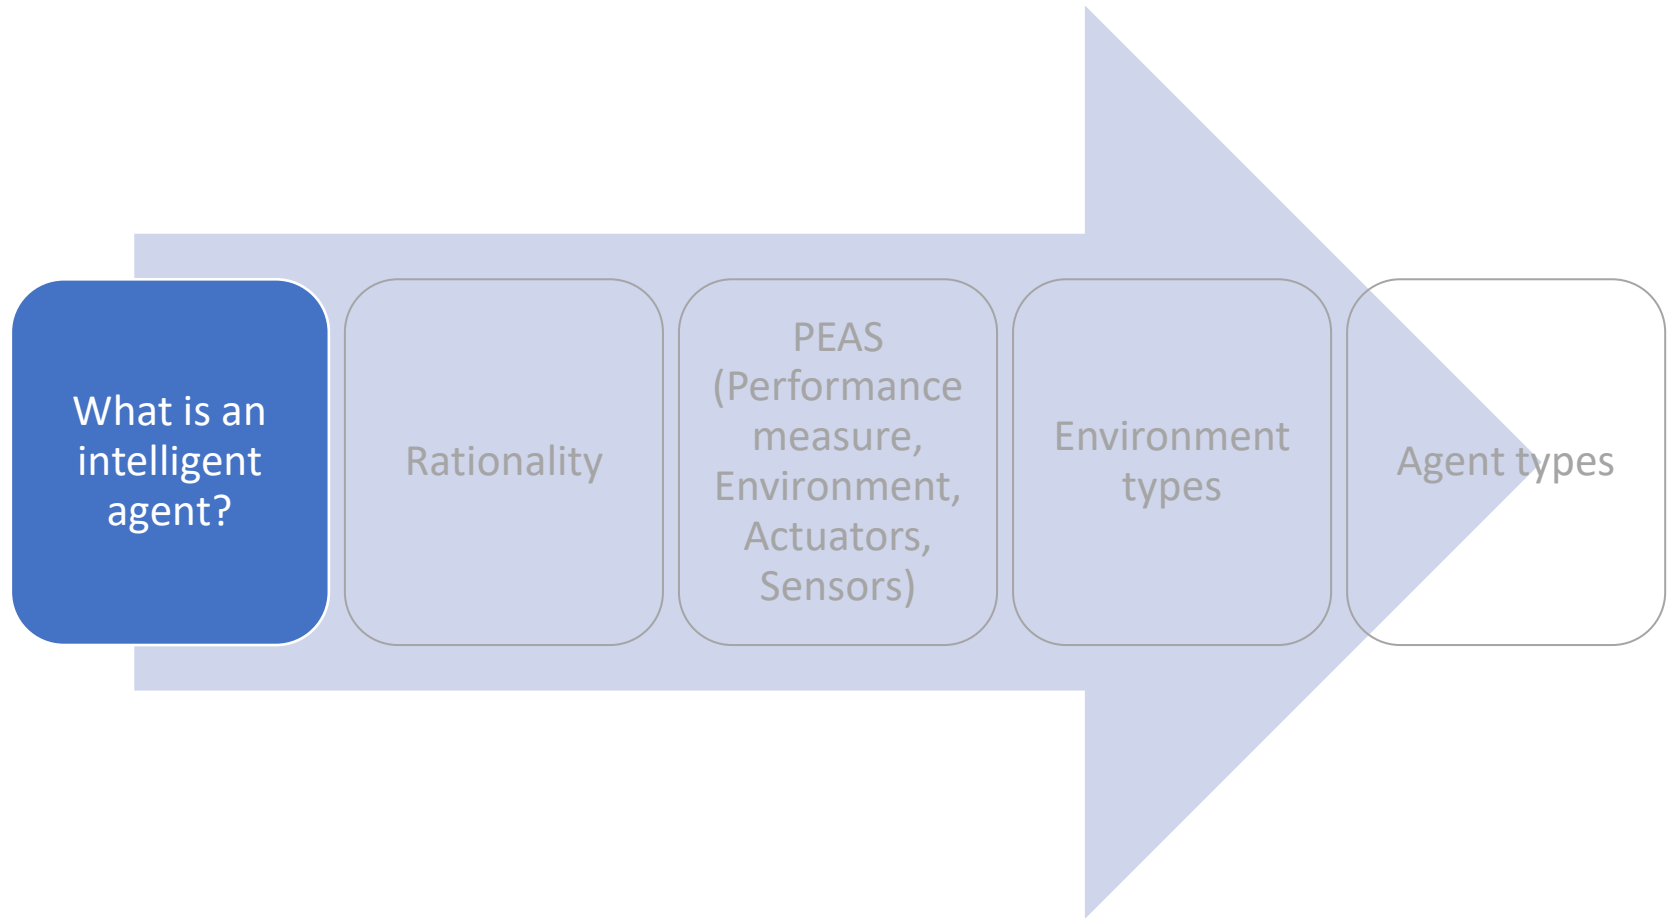 What is an
intelligent
agent?
Rationality
PEAS
(Performance
measure,
Environment,
Actuators,
Sensors)
Environment
types
Agent types